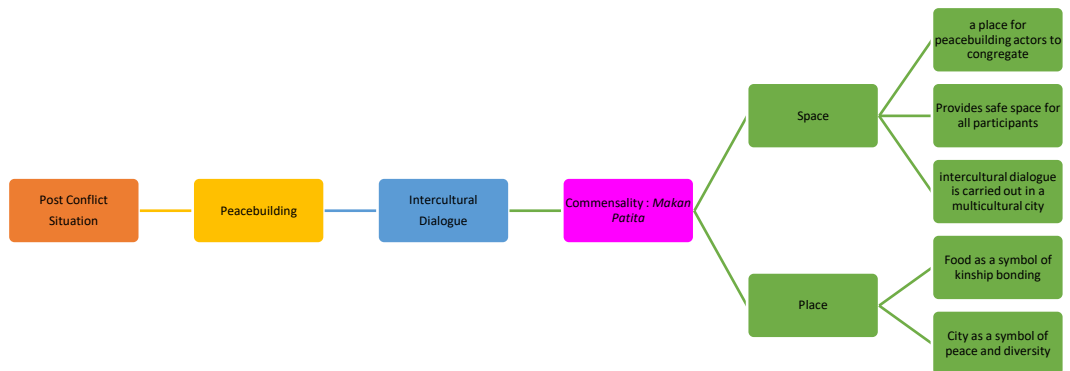 Post Conflict
Situation
Peacebuilding
Intercultural
Dialogue
Commensality : Makan
Patita
Space
a place for
peacebuilding actors to
congregate
Provides safe space for
all participants
intercultural dialogue
is carried out in a
multicultural city
Place
Food as a symbol of
kinship bonding
City as a symbol of
peace and diversity